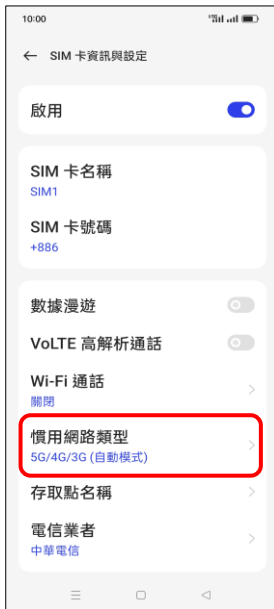 10:00
← SIM 卡資訊與設定
啟用
SIM 卡名稱
SIM1
SIM 卡號碼
+886
數據漫遊
VoLTE 高解析通話
Wi-Fi 通話
關閉
慣用網路類型
5G/4G/3G (自動模式)
存取點名稱
電信業者
中華電信